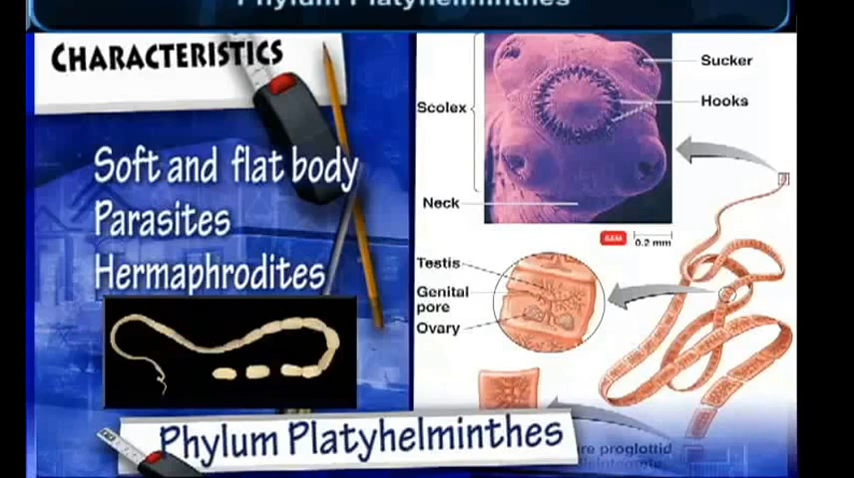 Phylum Platyhelminthes
CHARACTERISTICS
Soft and flat body
Parasites
Hermaphrodites
Phylum Platyhelminthes
Sucker
Hooks
Scolex
Neck
SEM
0.2 mm
Testis
Genital
pore
Ovary
proglottid